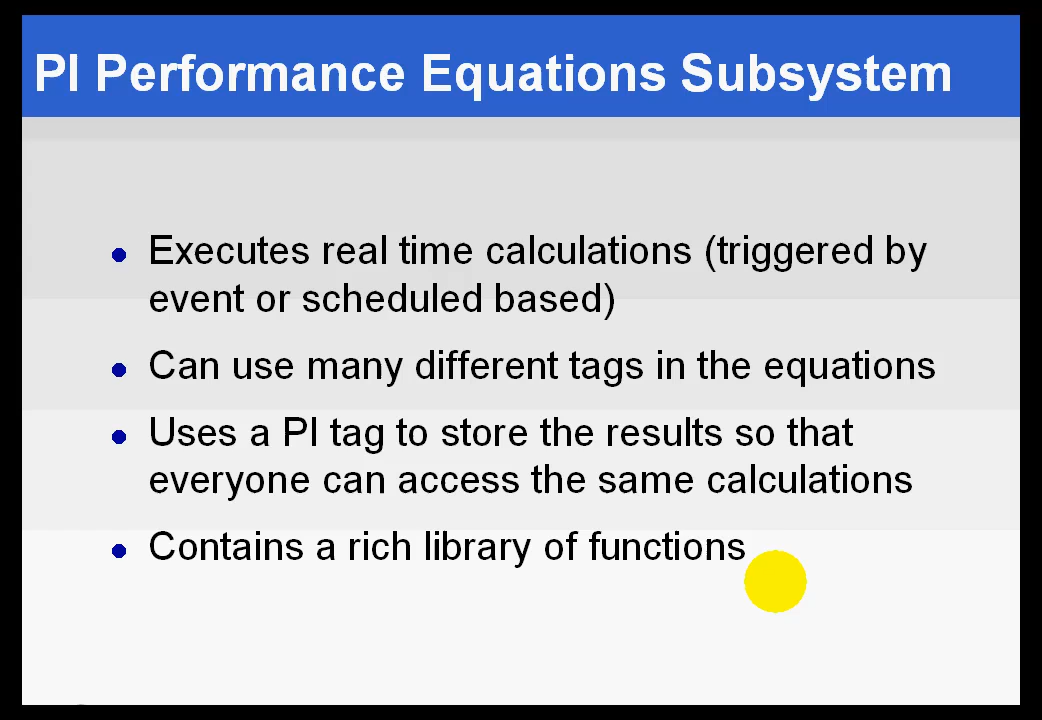 PI Performance Equations Subsystem
Executes real time calculations (triggered by
event or scheduled based)
Can use many different tags in the equations
Uses a PI tag to store the results so that
everyone can access the same calculations
Contains a rich library of functions